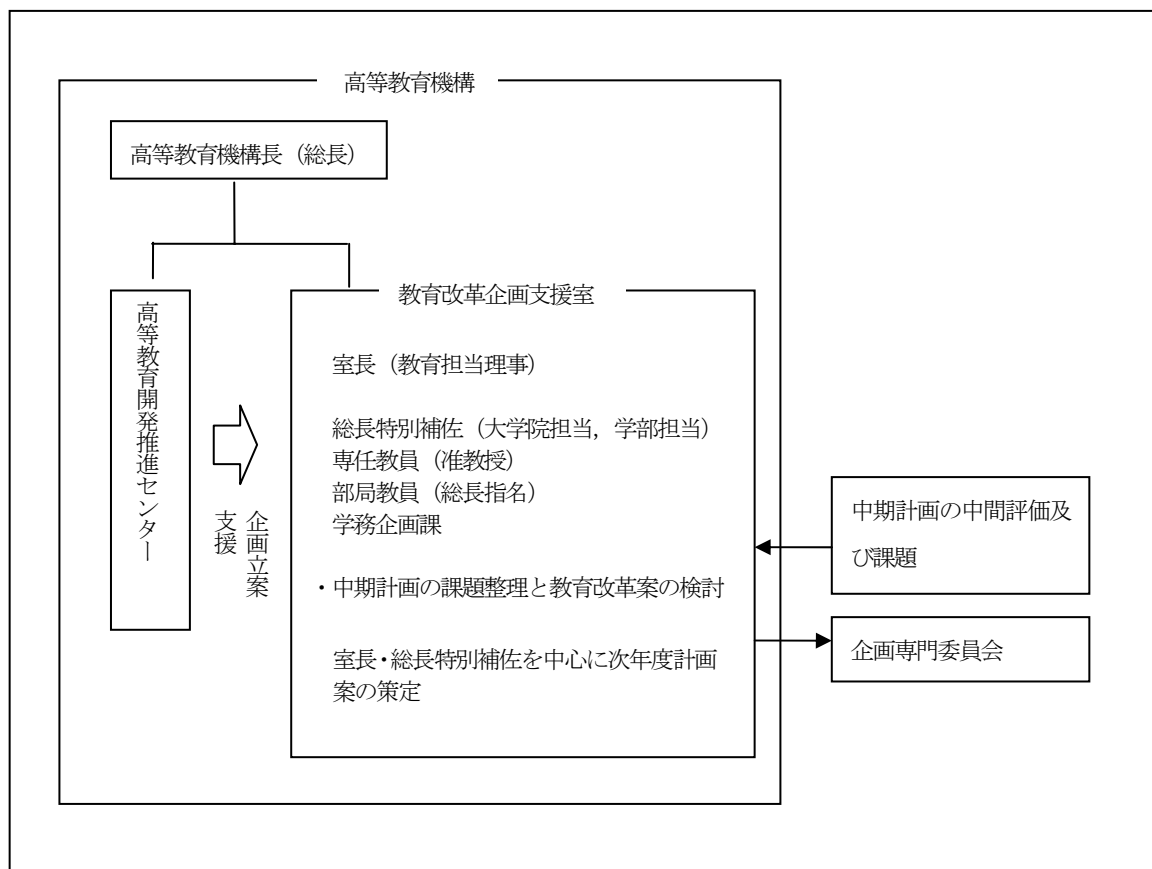 高等教育機構
高等教育機構長（総長）
高等教育開発推進センター
企画立案
支援
教育改革企画支援室
室長（教育担当理事）
総長特別補佐（大学院担当，学部担当）
専任教員（准教授）
部局教員（総長指名）
学務企画課
・中期計画の課題整理と教育改革案の検討
室長・総長特別補佐を中心に次年度計画
案の策定
中期計画の中間評価及
び課題
企画専門委員会